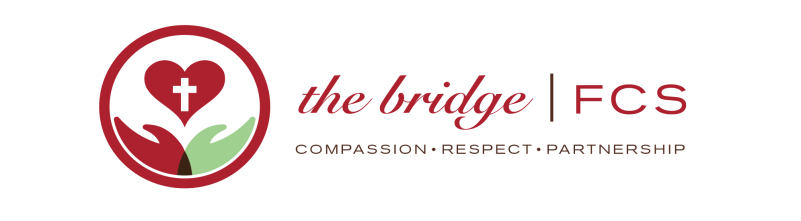 the bridge | FCS
COMPASSION • RESPECT • PARTNERSHIP